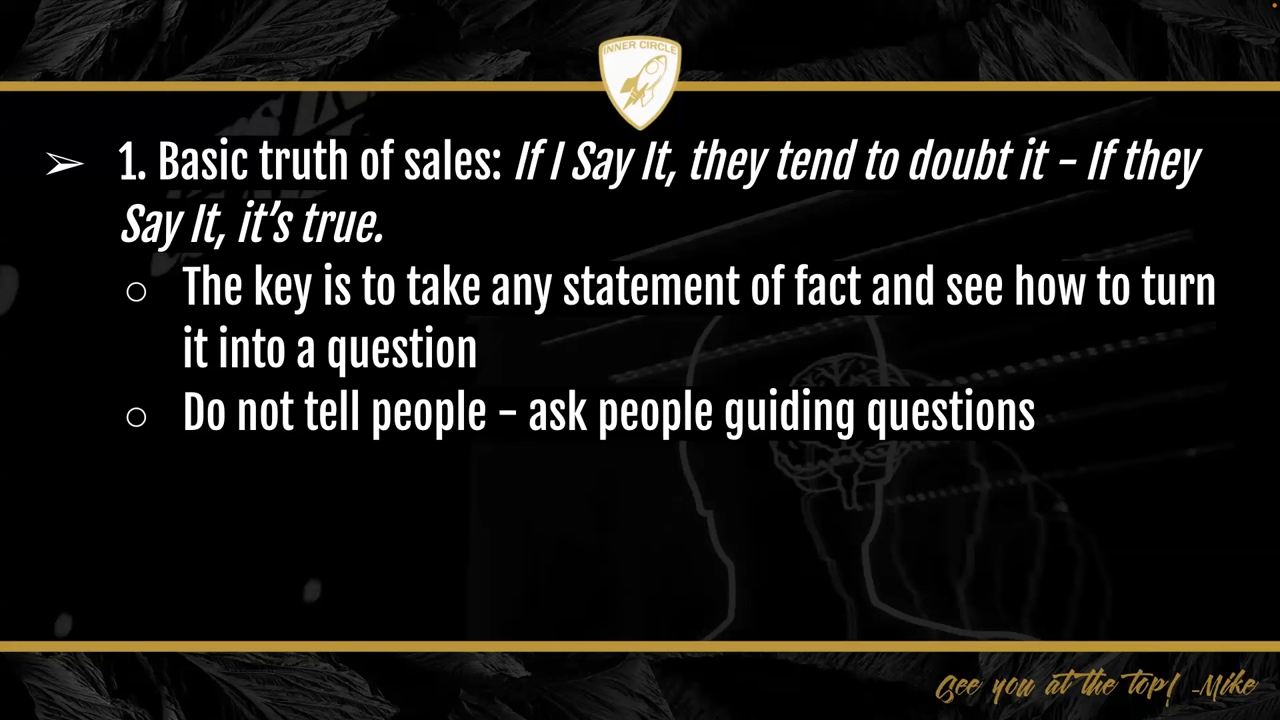 INNER CIRCLE
➢ 1. Basic truth of sales: If I Say It, they tend to doubt it – If they
Say It, it's true.
○ The key is to take any statement of fact and see how to turn
it into a question
○ Do not tell people – ask people guiding questions
See you at the top! -Mike